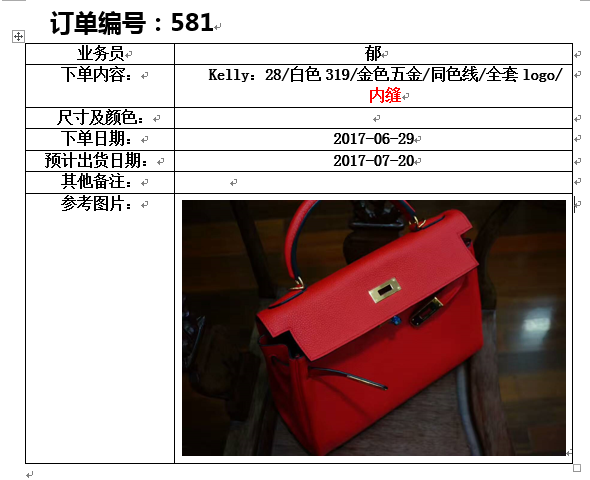 订单编号：581
业务员 郁
下单内容： Kelly：28/白色 319/金色五金/同色线/全套 logo/
内缝
尺寸及颜色：
下单日期： 2017-06-29
预计出货日期： 2017-07-20
其他备注：
参考图片：